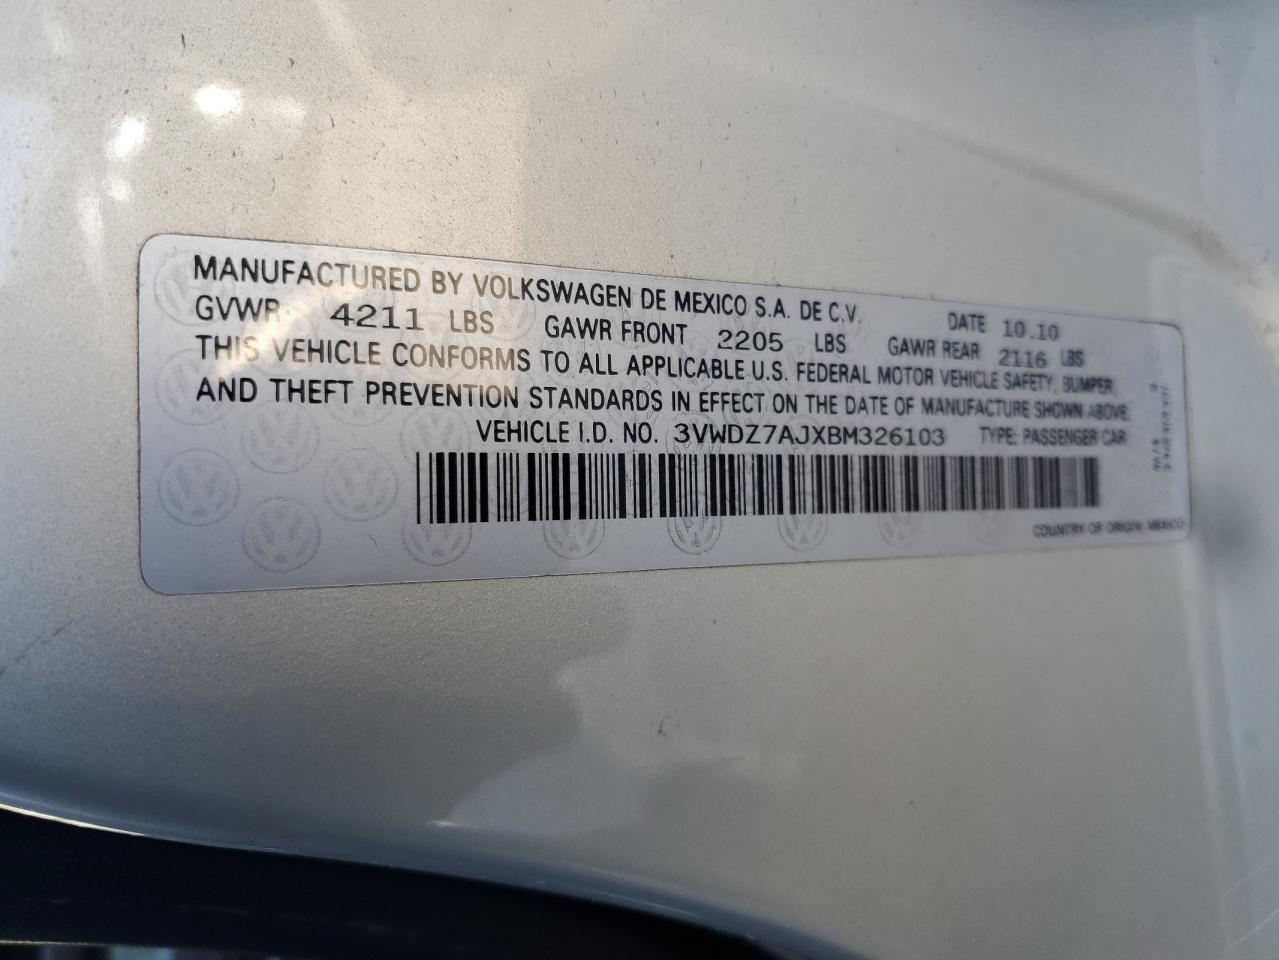 MANUFACTURED BY VOLKSWAGEN DE MEXICO S.A. DE C.V. DATE 10.10
GVWR 4211 LBS GAWR FRONT 2205 LBS GAWR REAR 2116 LBS
THIS VEHICLE CONFORMS TO ALL APPLICABLE U.S. FEDERAL MOTOR VEHICLE SAFETY, BUMPER,
AND THEFT PREVENTION STANDARDS IN EFFECT ON THE DATE OF MANUFACTURE SHOWN ABOVE
VEHICLE I.D. NO. 3VWDZ7AJXBM326103 TYPE: PASSENGER CAR
COUNTRY OF ORIGIN: MEXICO